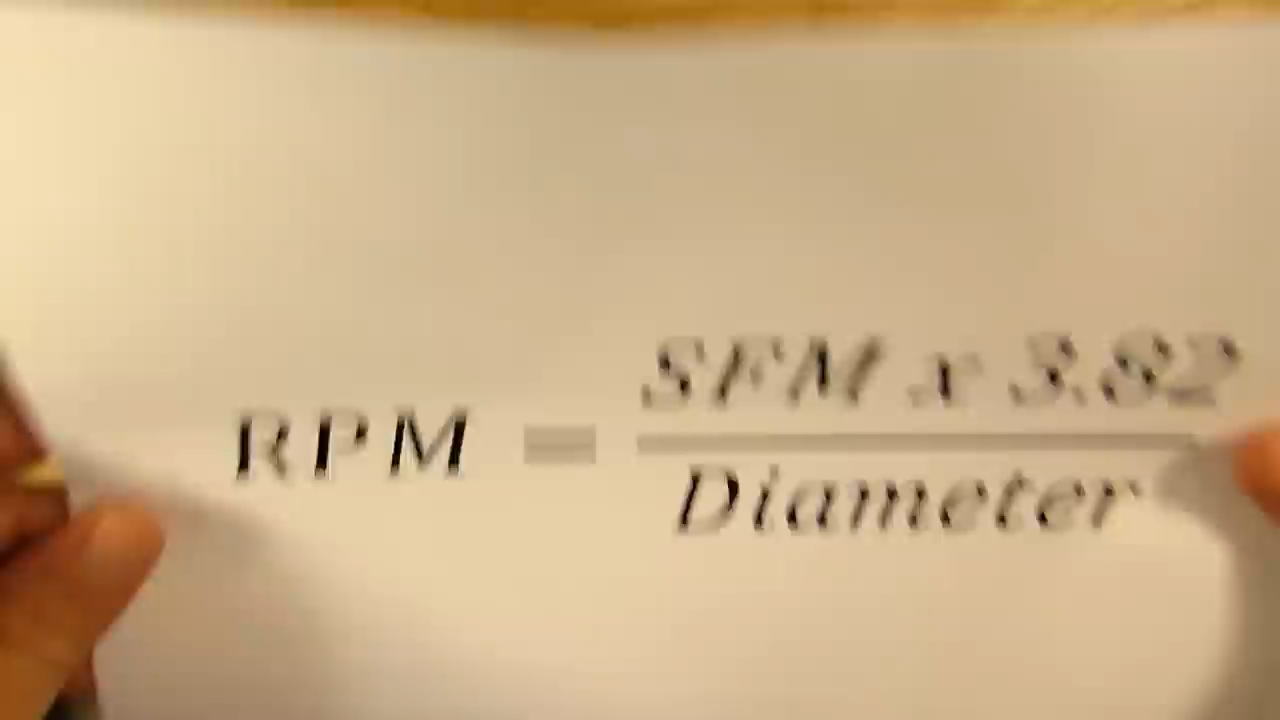 RPM = SFM x 3.82
Diameter